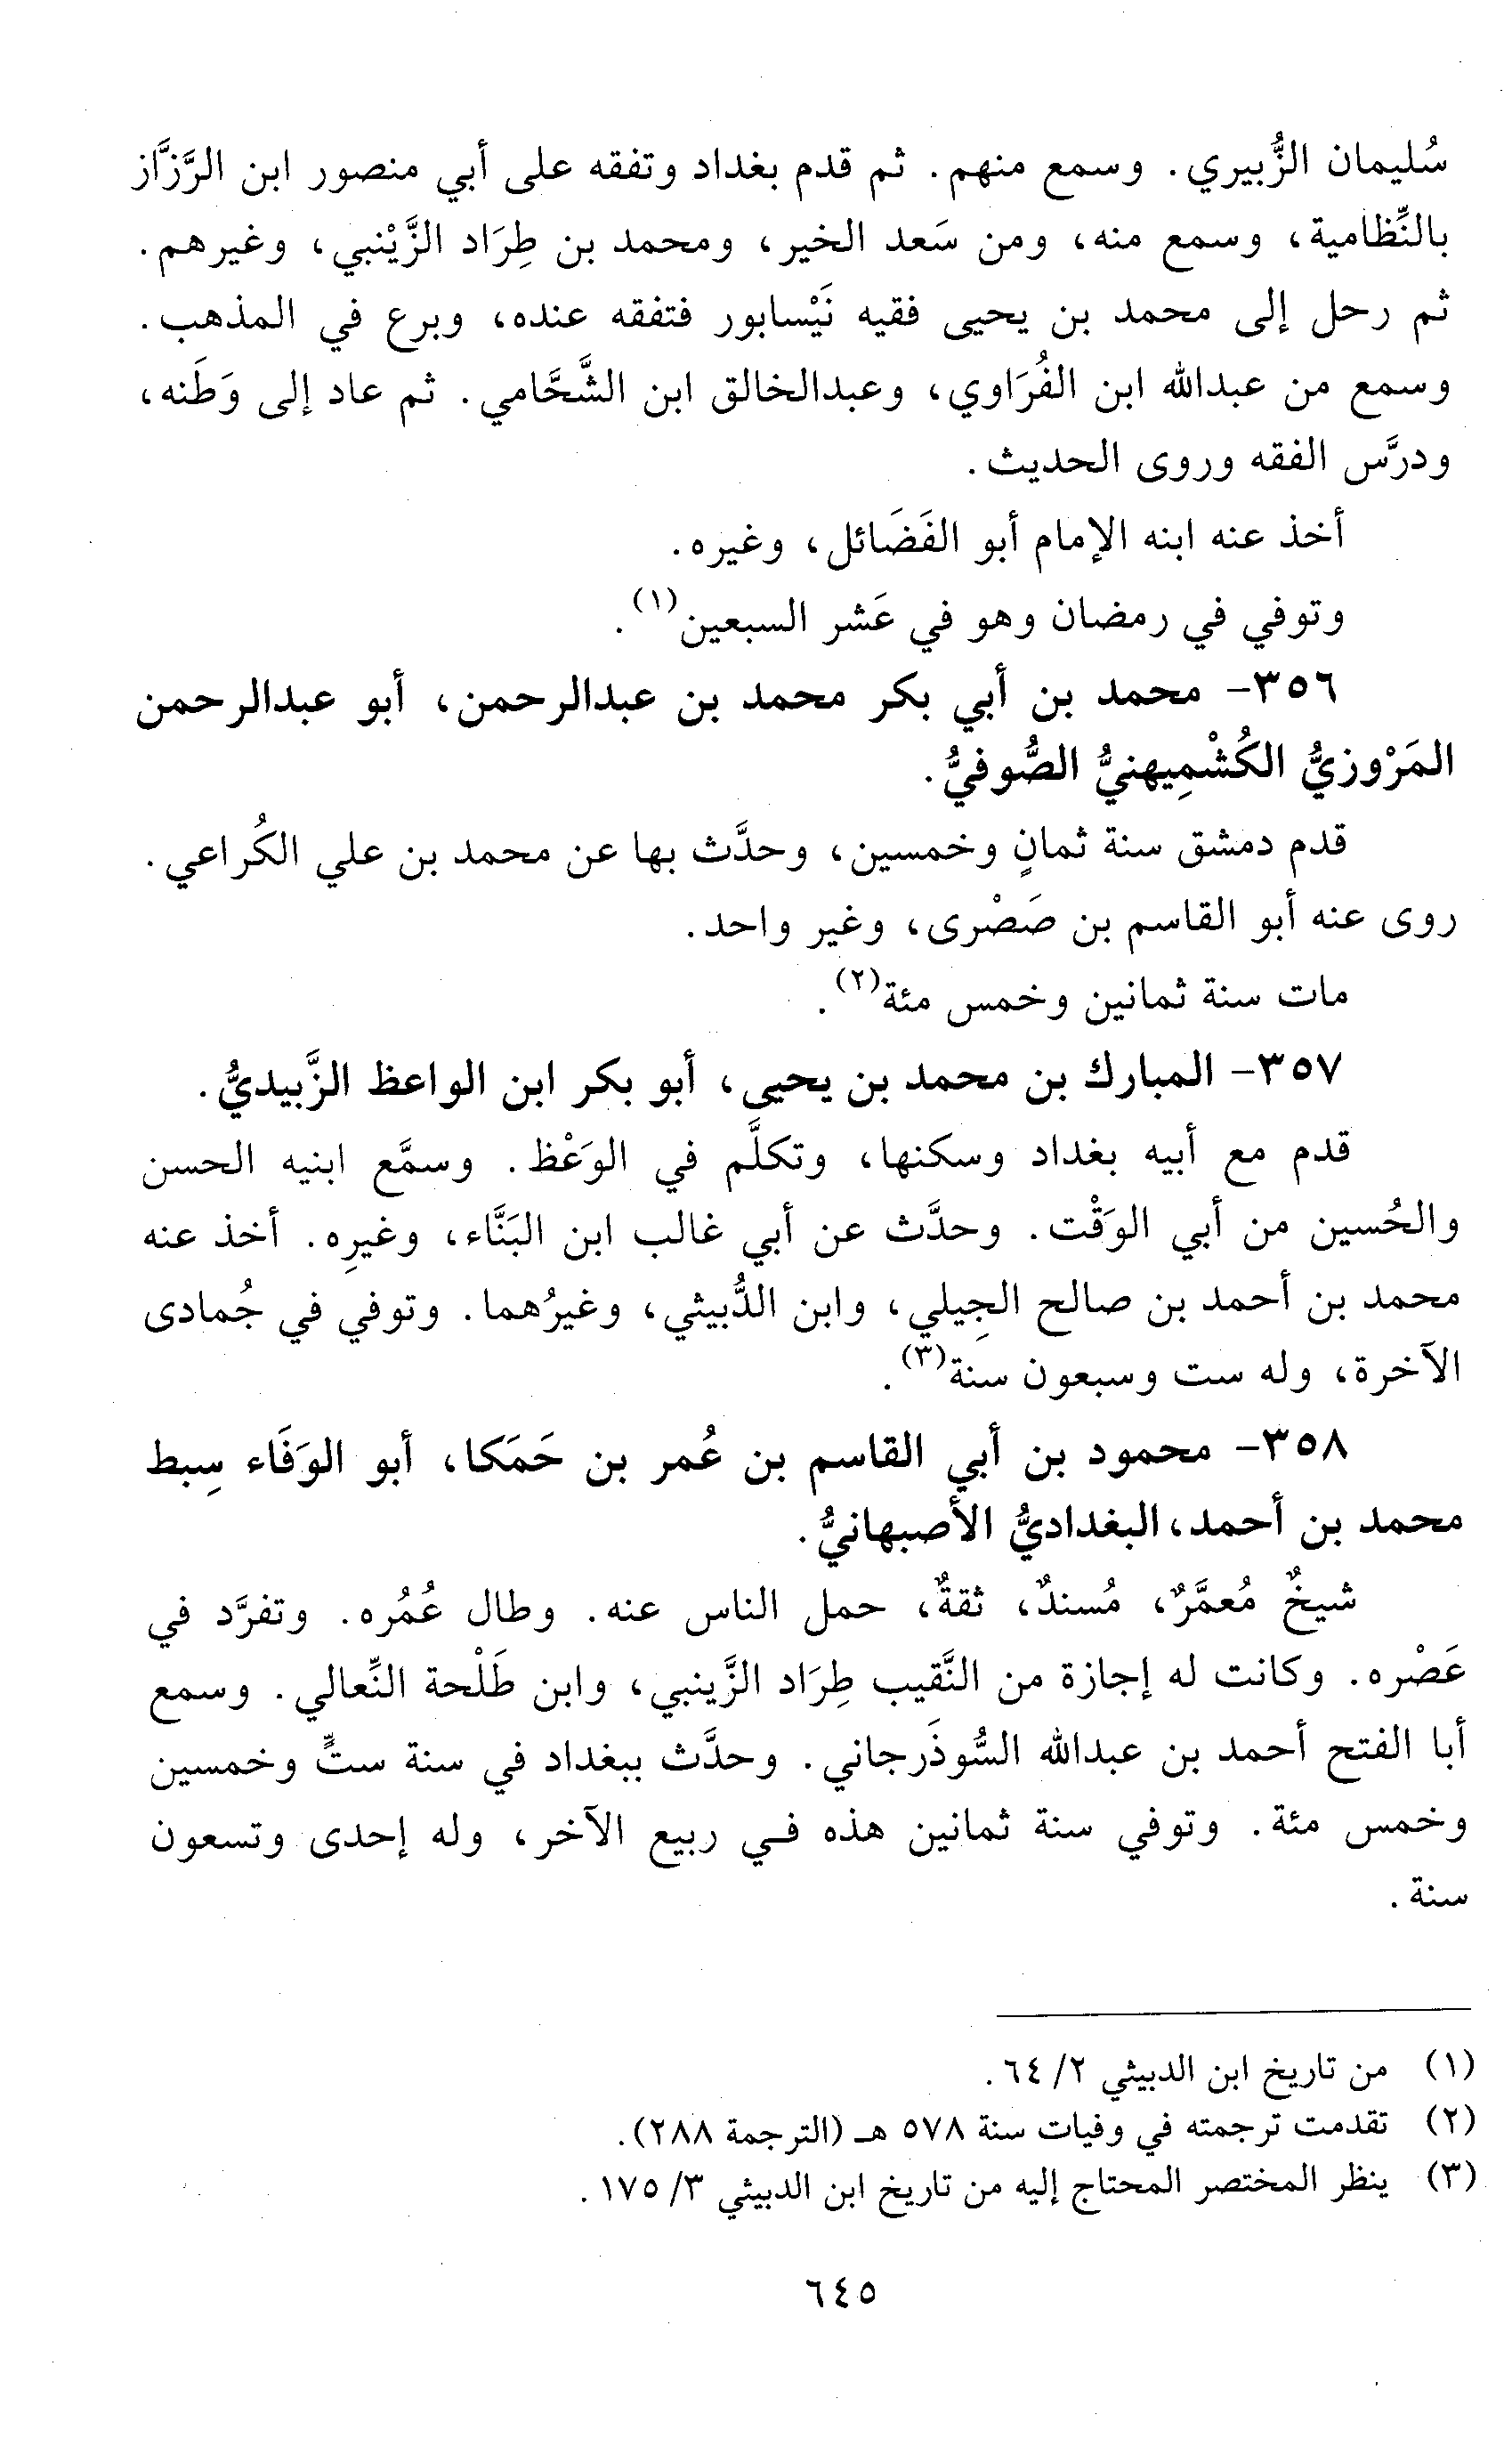 سُليمان الزُّبيري. وسمع منهم. ثم قدم بغداد وتفقه على أبي منصور ابن الرَّزَّاز
بالنِّظامية، وسمع منه، ومن سَعد الخير، ومحمد بن طِرَاد الزَّيْنبي، وغيرهم.
ثم رحل إلى محمد بن يحيى فقيه نَيْسابور فتفقه عنده، وبرع في المذهب.
وسمع من عبدالله ابن الفُرَاوي، وعبدالخالق ابن الشَّحَّامي. ثم عاد إلى وَطَنه،
ودرَّس الفقه وروى الحديث.
أخذ عنه ابنه الإمام أبو الفَضَائل، وغيره.
وتوفي في رمضان وهو في عَشر السبعين(١).
٣٥٦- محمد بن أبي بكر محمد بن عبدالرحمن، أبو عبدالرحمن
المَرْوزيُّ الكُشْمِيهنيُّ الصُّوفيُّ.
قدم دمشق سنة ثمانٍ وخمسين، وحدَّث بها عن محمد بن علي الكُراعي.
روى عنه أبو القاسم بن صَصْرى، وغير واحد.
مات سنة ثمانين وخمس مئة(٢).
٣٥٧- المبارك بن محمد بن يحيى، أبو بكر ابن الواعظ الزَّبيديُّ.
قدم مع أبيه بغداد وسكنها، وتكلَّم في الوَعْظ. وسمَّع ابنيه الحسن
والحُسين من أبي الوَقْت. وحدَّث عن أبي غالب ابن البَنَّاء، وغيرِه. أخذ عنه
محمد بن أحمد بن صالح الجِيلي، وابن الدُّبيثي، وغيرُهما. وتوفي في جُمادى
الآخرة، وله ست وسبعون سنة(٣).
٣٥٨- محمود بن أبي القاسم بن عُمر بن حَمَكا، أبو الوَفَاء سِبط
محمد بن أحمد، البغداديُّ الأصبهانيُّ.
شيخٌ مُعمَّرٌ، مُسندٌ، ثقةٌ، حمل الناس عنه. وطال عُمُره. وتفرَّد في
عَصْره. وكانت له إجازة من النَّقيب طِرَاد الزَّينبي، وابن طَلْحة النِّعالي. وسمع
أبا الفتح أحمد بن عبدالله السُّوذَرجاني. وحدَّث ببغداد في سنة ستٍّ وخمسين
وخمس مئة. وتوفي سنة ثمانين هذه في ربيع الآخر، وله إحدى وتسعون
سنة.
(١) من تاريخ ابن الدبيثي ٢/ ٦٤.
(٢) تقدمت ترجمته في وفيات سنة ٥٧٨ هـ (الترجمة ٢٨٨).
(٣) ينظر المختصر المحتاج إليه من تاريخ ابن الدبيثي ٣/ ١٧٥.
٦٤٥